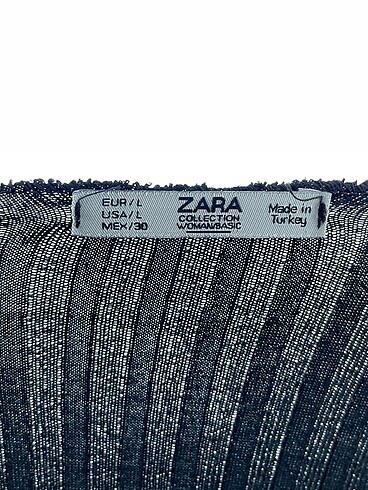 EUR/L
USA/L
MEX/30
ZARA
COLLECTION
WOMAN/BASIC
Made in
Turkey